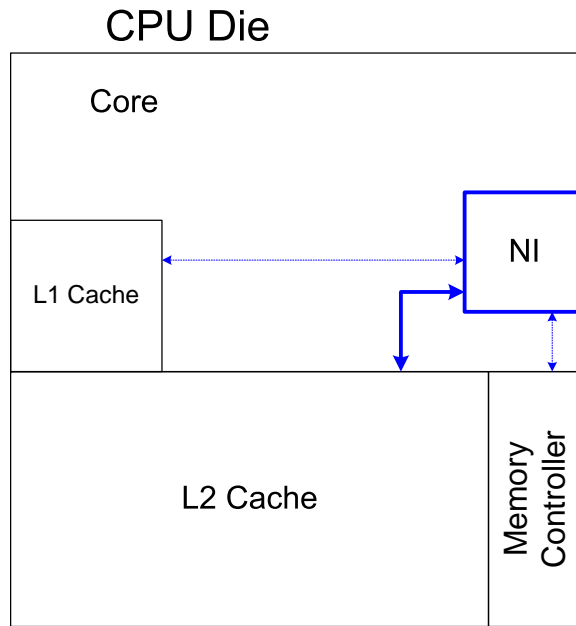 CPU Die
Core
NI
L1 Cache
L2 Cache
Memory
Controller